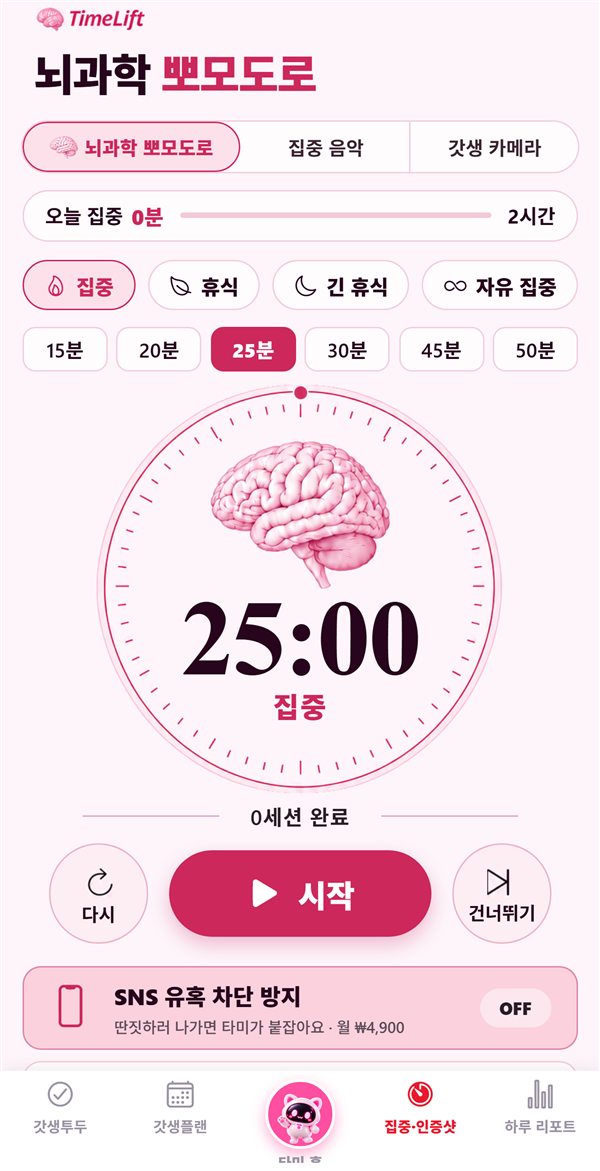 TimeLift
뇌과학 뽀모도로
뇌과학 뽀모도로
집중 음악
갓생 카메라
오늘 집중 0분 2시간
집중
휴식
긴 휴식
자유 집중
15분
20분
25분
30분
45분
50분
25:00
집중
0세션 완료
다시
시작
건너뛰기
SNS 유혹 차단 방지
딴짓하러 나가면 타미가 붙잡아요 · 월 ₩4,900
OFF
갓생투두
갓생플랜
타미 홈
집중·인증샷
하루 리포트